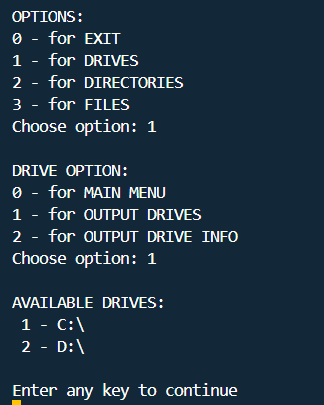 OPTIONS:
0 - for EXIT
1 - for DRIVES
2 - for DIRECTORIES
3 - for FILES
Choose option: 1
DRIVE OPTION:
0 - for MAIN MENU
1 - for OUTPUT DRIVES
2 - for OUTPUT DRIVE INFO
Choose option: 1
AVAILABLE DRIVES:
1 - C:\
2 - D:\
Enter any key to continue